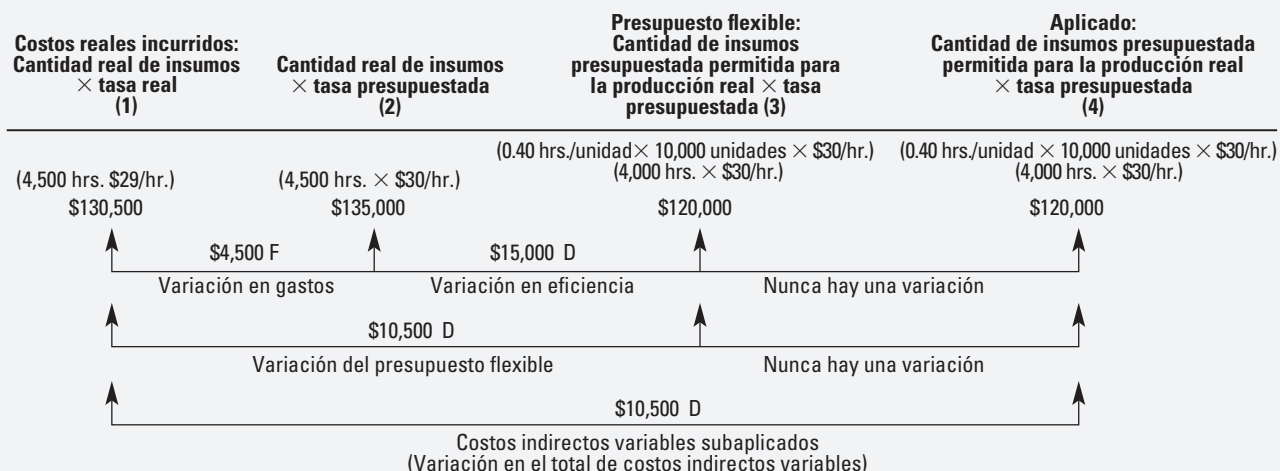 Costos reales incurridos:
Cantidad real de insumos
× tasa real
(1)
Cantidad real de insumos
× tasa presupuestada
(2)
Presupuesto flexible:
Cantidad de insumos
presupuestada permitida para
la producción real × tasa
presupuestada (3)
Aplicado:
Cantidad de insumos presupuestada
permitida para la producción real
× tasa presupuestada
(4)
(4,500 hrs. $29/hr.)
$130,500
(4,500 hrs. × $30/hr.)
$135,000
(0.40 hrs./unidad× 10,000 unidades × $30/hr.)
(4,000 hrs. × $30/hr.)
$120,000
(0.40 hrs./unidad × 10,000 unidades × $30/hr.)
(4,000 hrs. × $30/hr.)
$120,000
$4,500 F
Variación en gastos
$15,000 D
Variación en eficiencia
Nunca hay una variación
$10,500 D
Variación del presupuesto flexible
Nunca hay una variación
$10,500 D
Costos indirectos variables subaplicados
(Variación en el total de costos indirectos variables)